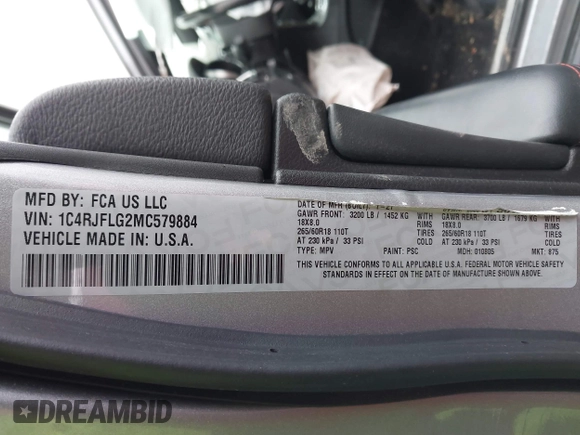 MFD BY: FCA US LLC
VIN: 1C4RJFLG2MC579884
VEHICLE MADE IN: U.S.A.
DATE OF MFR
GAWR FRONT: 3200 LB / 1452 KG
18X8.0 RIMS
265/60R18 110T TIRES
AT 230 kPa / 33 PSI COLD
TYPE: MPV PAINT: PSC
GAWR REAR: 3700 LB / 1679 KG
18X8.0 RIMS
265/60R18 110T TIRES
AT 230 kPa / 33 PSI COLD
MDH: 010805 MKT: 875
THIS VEHICLE CONFORMS TO ALL APPLICABLE U.S.A. FEDERAL MOTOR VEHICLE SAFETY
STANDARDS IN EFFECT ON THE DATE OF MANUFACTURE SHOWN ABOVE.
DREAMBID